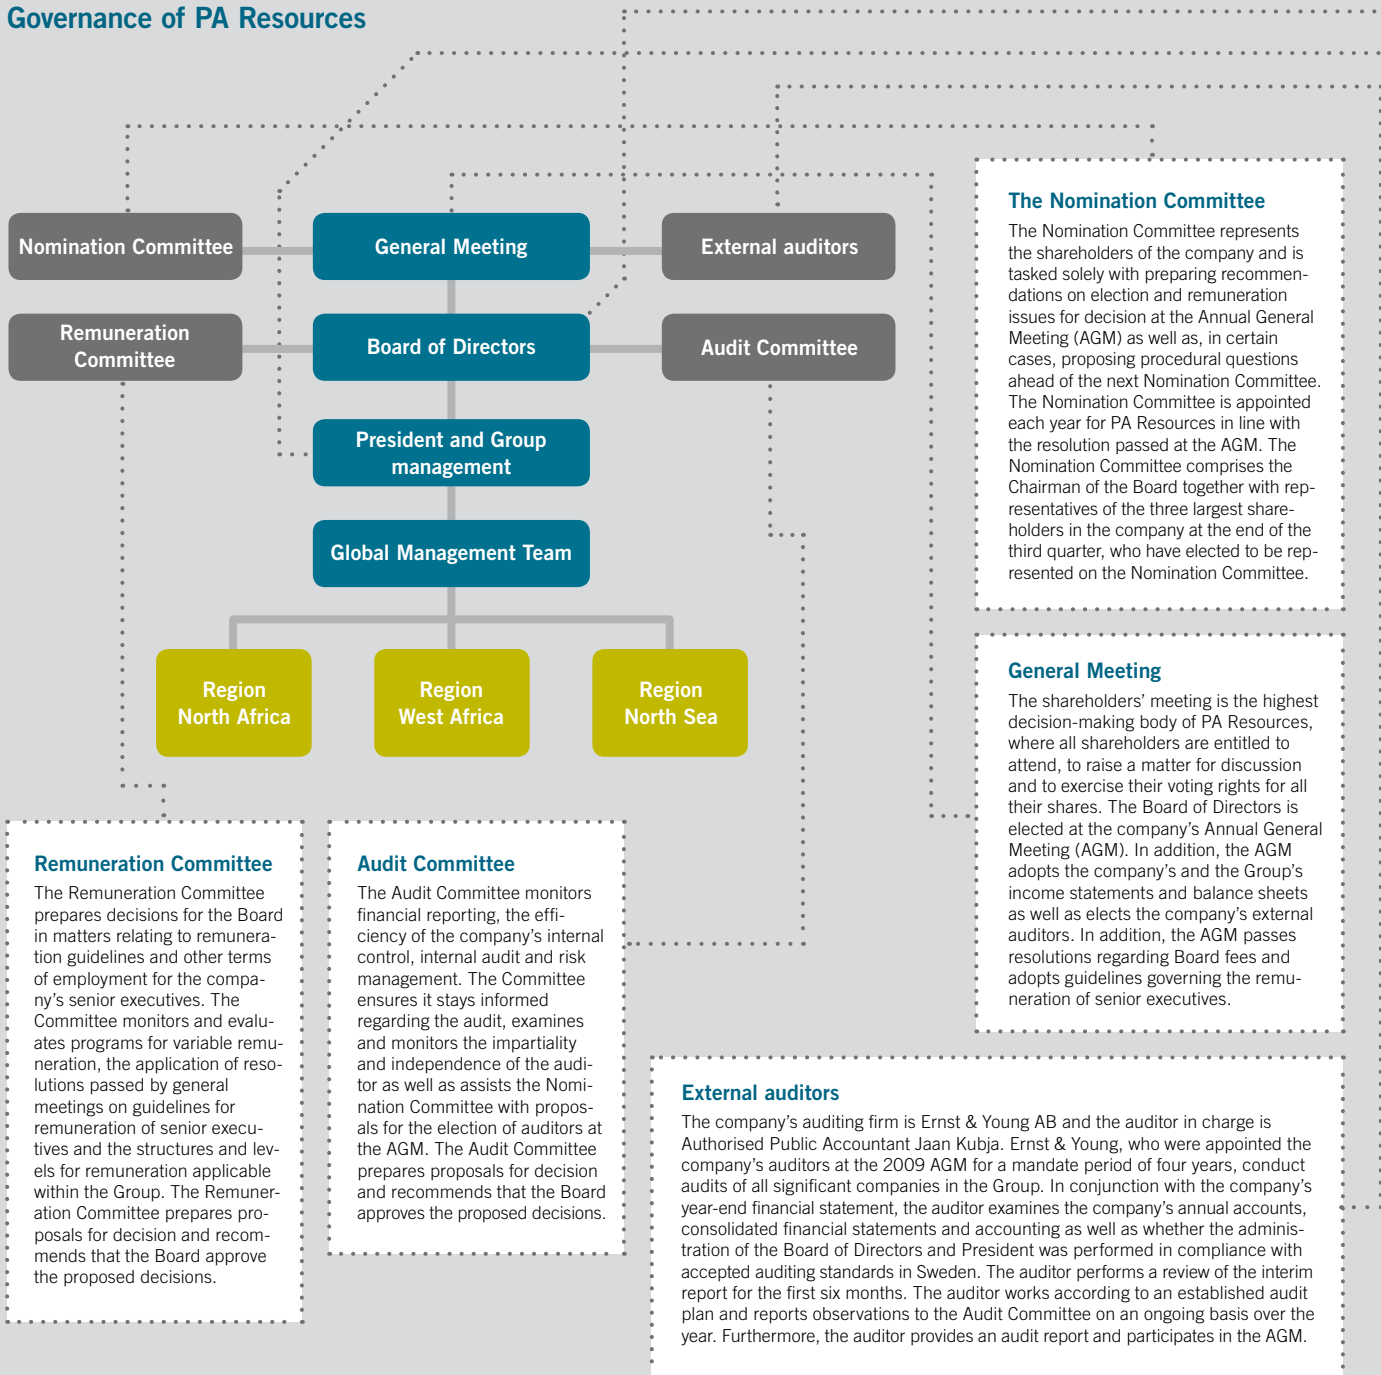 Governance of PA Resources
Nomination Committee
General Meeting
External auditors
Remuneration
Committee
Board of Directors
Audit Committee
President and Group
management
Global Management Team
Region
North Africa
Region
West Africa
Region
North Sea
The Nomination Committee
The Nomination Committee represents
the shareholders of the company and is
tasked solely with preparing recommen-
dations on election and remuneration
issues for decision at the Annual General
Meeting (AGM) as well as, in certain
cases, proposing procedural questions
ahead of the next Nomination Committee.
The Nomination Committee is appointed
each year for PA Resources in line with
the resolution passed at the AGM. The
Nomination Committee comprises the
Chairman of the Board together with rep-
resentatives of the three largest share-
holders in the company at the end of the
third quarter, who have elected to be rep-
resented on the Nomination Committee.
General Meeting
The shareholders' meeting is the highest
decision-making body of PA Resources,
where all shareholders are entitled to
attend, to raise a matter for discussion
and to exercise their voting rights for all
their shares. The Board of Directors is
elected at the company's Annual General
Meeting (AGM). In addition, the AGM
adopts the company's and the Group's
income statements and balance sheets
as well as elects the company's external
auditors. In addition, the AGM passes
resolutions regarding Board fees and
adopts guidelines governing the remu-
neration of senior executives.
Remuneration Committee
The Remuneration Committee
prepares decisions for the Board
in matters relating to remunera-
tion guidelines and other terms
of employment for the compa-
ny's senior executives. The
Committee monitors and evalu-
ates programs for variable remu-
neration, the application of reso-
lutions passed by general
meetings on guidelines for
remuneration of senior execu-
tives and the structures and lev-
els for remuneration applicable
within the Group. The Remuner-
ation Committee prepares pro-
posals for decision and recom-
mends that the Board approve
the proposed decisions.
Audit Committee
The Audit Committee monitors
financial reporting, the effi-
ciency of the company's internal
control, internal audit and risk
management. The Committee
ensures it stays informed
regarding the audit, examines
and monitors the impartiality
and independence of the audi-
tor as well as assists the Nomi-
nation Committee with propos-
als for the election of auditors at
the AGM. The Audit Committee
prepares proposals for decision
and recommends that the Board
approves the proposed decisions.
External auditors
The company's auditing firm is Ernst & Young AB and the auditor in charge is
Authorised Public Accountant Jaan Kubja. Ernst & Young, who were appointed the
company's auditors at the 2009 AGM for a mandate period of four years, conduct
audits of all significant companies in the Group. In conjunction with the company's
year-end financial statement, the auditor examines the company's annual accounts,
consolidated financial statements and accounting as well as whether the adminis-
tration of the Board of Directors and President was performed in compliance with
accepted auditing standards in Sweden. The auditor performs a review of the interim
report for the first six months. The auditor works according to an established audit
plan and reports observations to the Audit Committee on an ongoing basis over the
year. Furthermore, the auditor provides an audit report and participates in the AGM.